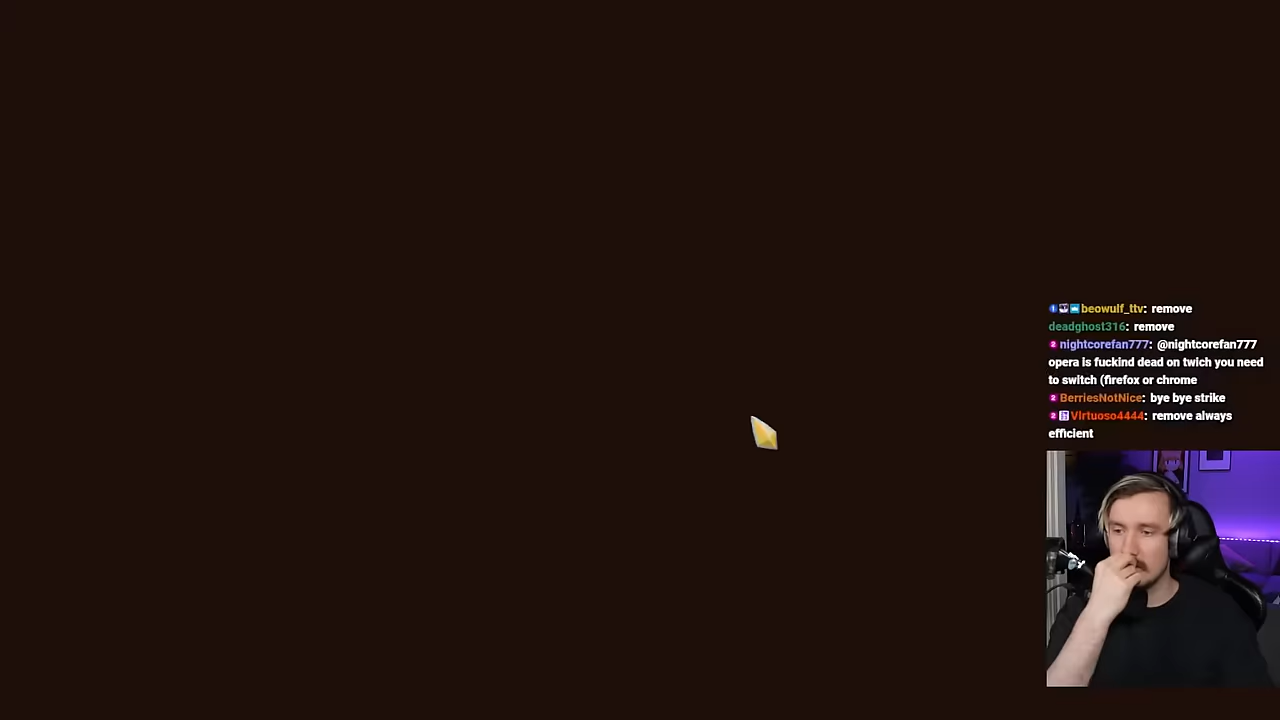 beowulf_ttv: remove
deadghost316: remove
nightcorefan777: @nightcorefan777
opera is fuckind dead on twich you need
to switch (firefox or chrome
BerriesNotNice: bye bye strike
VIrtuoso4444: remove always
efficient